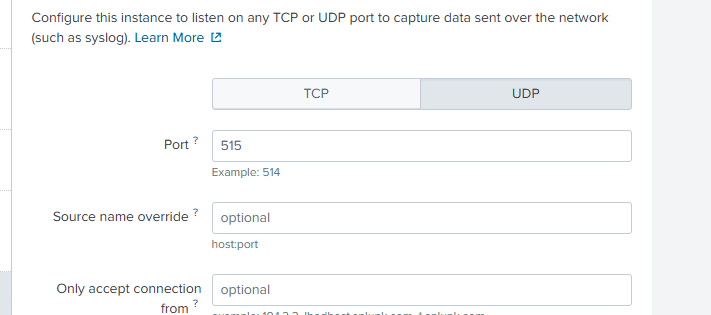 Configure this instance to listen on any TCP or UDP port to capture data sent over the network
(such as syslog). Learn More
TCP UDP
Port ? 515
Example: 514
Source name override ? optional
host:port
Only accept connection optional
from ?